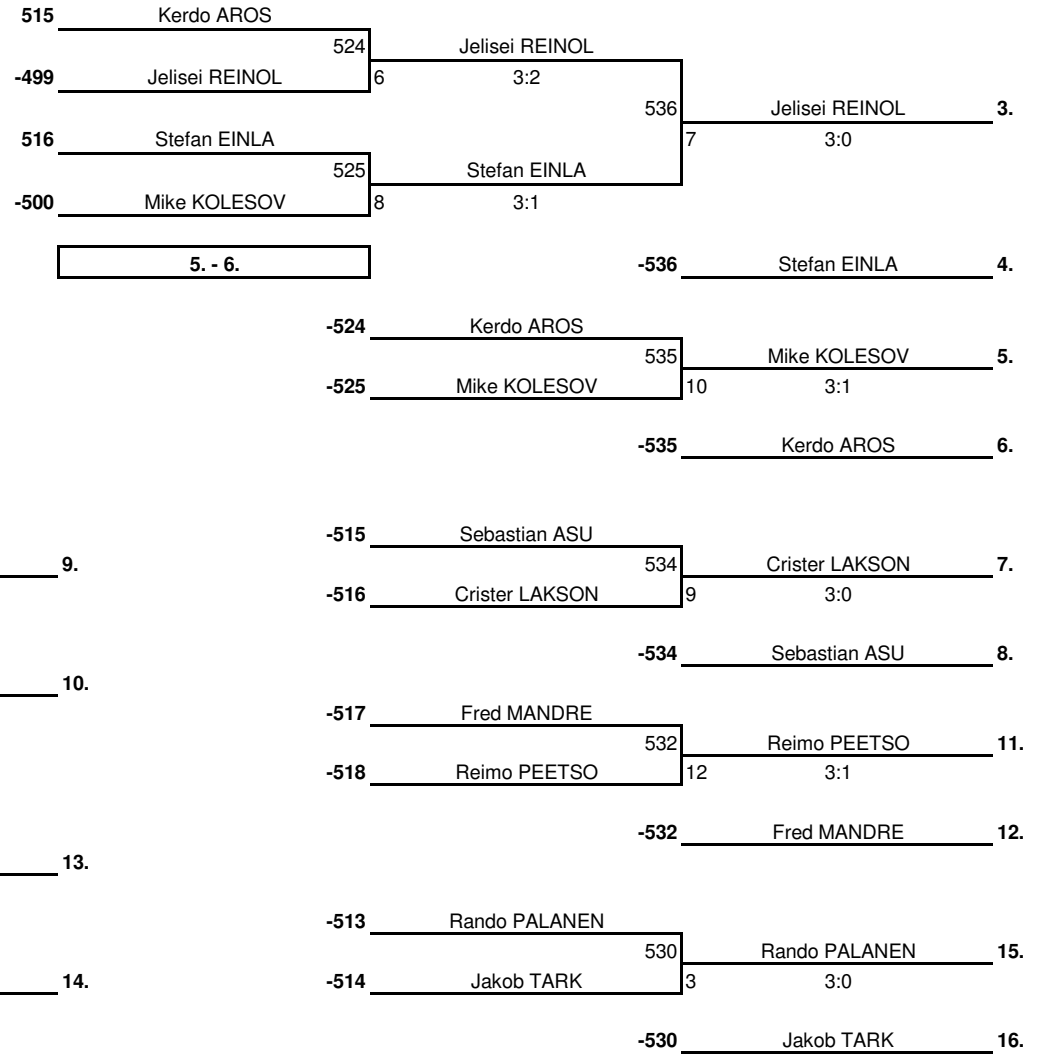 515 Kerdo AROS
524 Jelisei REINOL
-499 Jelisei REINOL 6 3:2
536 Jelisei REINOL 3.
516 Stefan EINLA 7 3:0
525 Stefan EINLA
-500 Mike KOLESOV 8 3:1
5. - 6. -536 Stefan EINLA 4.
-524 Kerdo AROS
535 Mike KOLESOV 5.
-525 Mike KOLESOV 10 3:1
-535 Kerdo AROS 6.
-515 Sebastian ASU
9. 534 Crister LAKSON 7.
-516 Crister LAKSON 9 3:0
-534 Sebastian ASU 8.
10.
-517 Fred MANDRE
532 Reimo PEETSO 11.
-518 Reimo PEETSO 12 3:1
-532 Fred MANDRE 12.
13.
-513 Rando PALANEN
530 Rando PALANEN 15.
14. -514 Jakob TARK 3 3:0
-530 Jakob TARK 16.